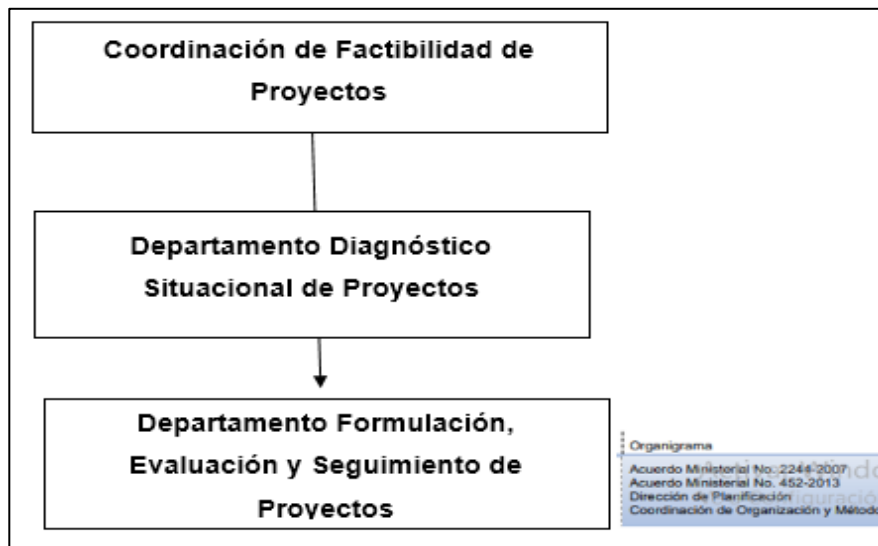 Coordinación de Factibilidad de
Proyectos
Departamento Diagnóstico
Situacional de Proyectos
Departamento Formulación,
Evaluación y Seguimiento de
Proyectos
Organigrama
Acuerdo Ministerial No. 2244-2007
Acuerdo Ministerial No. 452-2013
Dirección de Planificación
Coordinación de Organización y Método